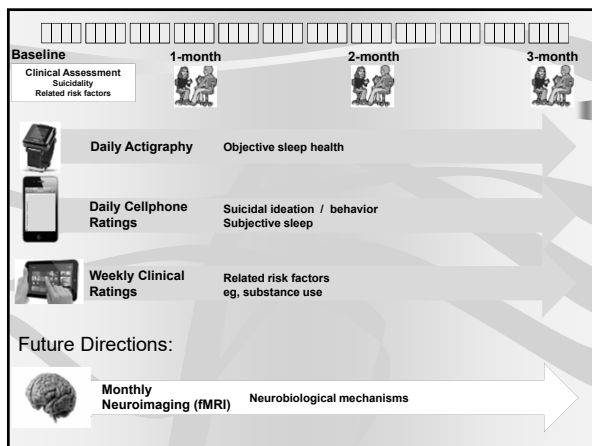 Baseline 1-month 2-month 3-month
Clinical Assessment
Suicidality
Related risk factors
Daily Actigraphy Objective sleep health
Daily Cellphone Suicidal ideation / behavior
Ratings Subjective sleep
Weekly Clinical Related risk factors
Ratings eg, substance use
Future Directions:
Monthly
Neuroimaging (fMRI) Neurobiological mechanisms